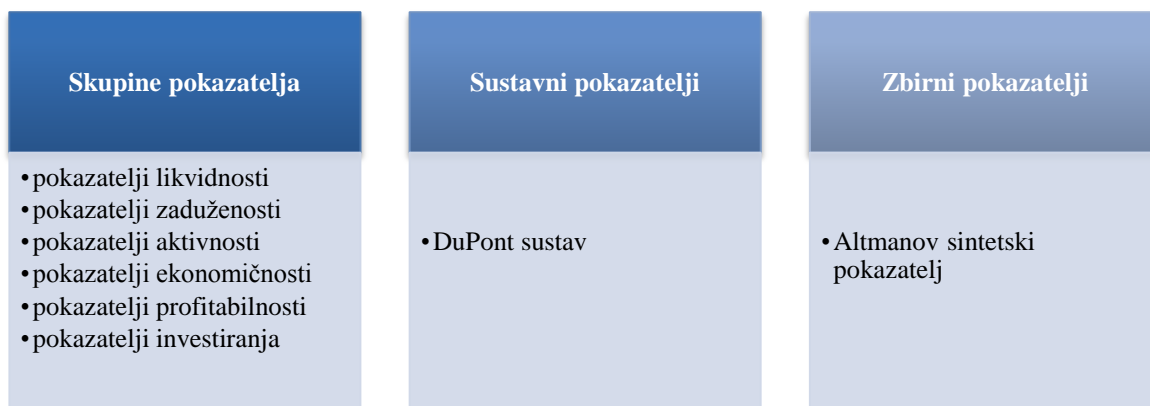 Skupine pokazatelja
•pokazatelji likvidnosti
•pokazatelji zaduženosti
•pokazatelji aktivnosti
•pokazatelji ekonomičnosti
•pokazatelji profitabilnosti
•pokazatelji investiranja
Sustavni pokazatelji
•DuPont sustav
Zbirni pokazatelji
•Altmanov sintetski
pokazatelj